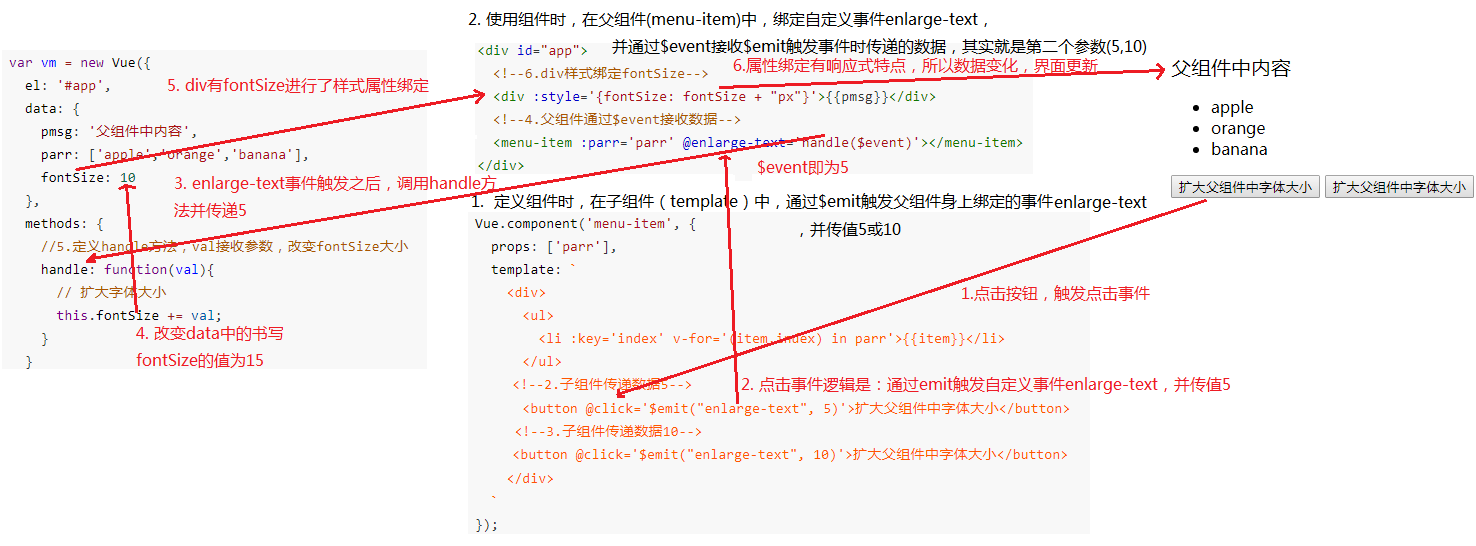 2. 使用组件时，在父组件(menu-item)中，绑定自定义事件enlarge-text，
并通过$event接收$emit触发事件时传递的数据，其实就是第二个参数(5,10)
var vm = new Vue({
el: '#app',
data: {
pmsg: '父组件中内容',
parr: ['apple','orange','banana'],
fontSize: 10
},
methods: {
//5.定义handle方法，val接收参数，改变fontSize大小
handle: function(val){
// 扩大字体大小
this.fontSize += val;
}
}
5. div有fontSize进行了样式属性绑定
3. enlarge-text事件触发之后，调用handle方
法并传递5
4. 改变data中的书写
fontSize的值为15
<div id="app">
<!--6.div样式绑定fontSize-->
<div :style='{fontSize: fontSize + "px"}'>{{pmsg}}</div>
<!--4.父组件通过$event接收数据-->
<menu-item :parr='parr' @enlarge-text='handle($event)'></menu-item>
</div>
6.属性绑定有响应式特点，所以数据变化，界面更新
$event即为5
1. 定义组件时，在子组件（template）中，通过$emit触发父组件身上绑定的事件enlarge-text
，并传值5或10
Vue.component('menu-item', {
props: ['parr'],
template: `
<div>
<ul>
<li :key='index' v-for='(item,index) in parr'>{{item}}</li>
</ul>
<!--2.子组件传递数据5-->
<button @click='$emit("enlarge-text", 5)'>扩大父组件中字体大小</button>
<!--3.子组件传递数据10-->
<button @click='$emit("enlarge-text", 10)'>扩大父组件中字体大小</button>
</div>
`
});
1.点击按钮，触发点击事件
2. 点击事件逻辑是：通过emit触发自定义事件enlarge-text，并传值5
父组件中内容
apple
orange
banana
扩大父组件中字体大小 扩大父组件中字体大小